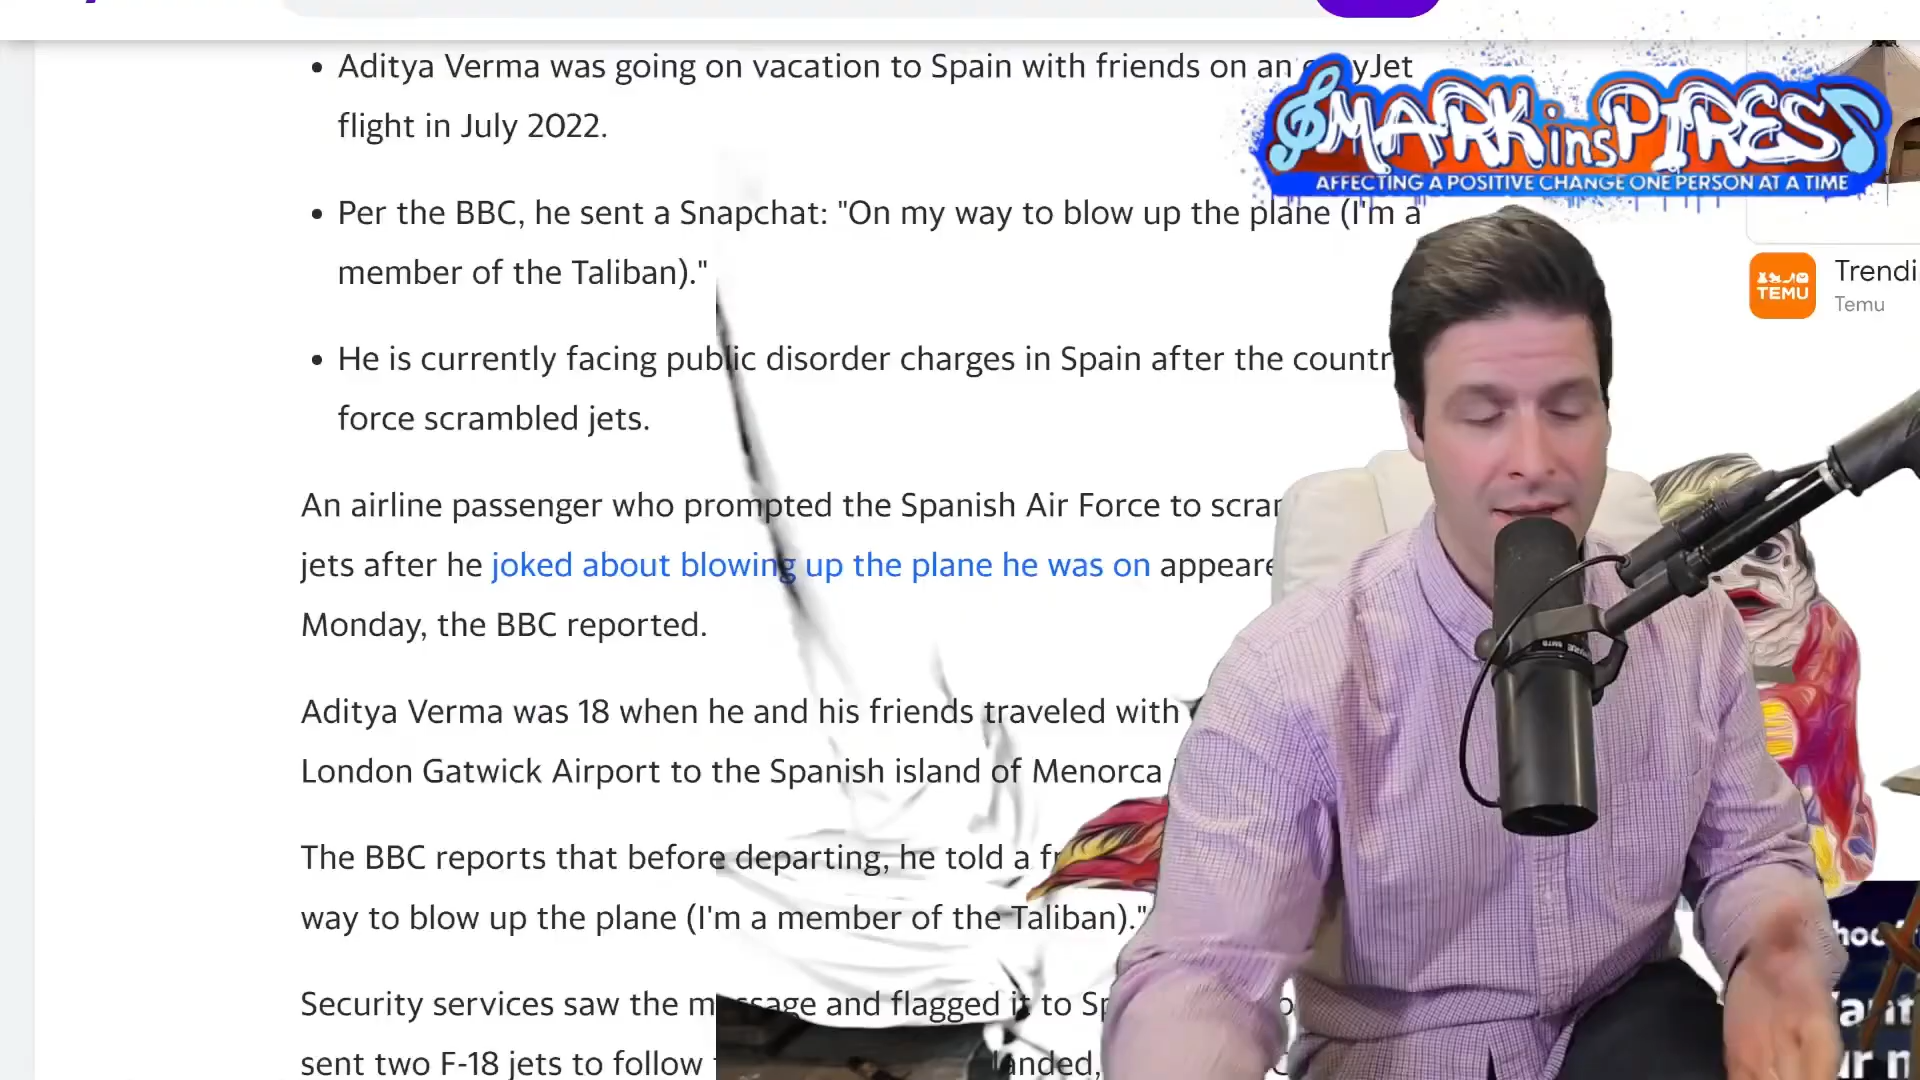 Aditya Verma was going on vacation to Spain with friends on an yJet
flight in July 2022.
Per the BBC, he sent a Snapchat: "On my way to blow up the plane (I'm a
member of the Taliban)."
He is currently facing public disorder charges in Spain after the countr
force scrambled jets.
An airline passenger who prompted the Spanish Air Force to scrar
jets after he joked about blowing up the plane he was on appeare
Monday, the BBC reported.
Aditya Verma was 18 when he and his friends traveled with
London Gatwick Airport to the Spanish island of Menorca
The BBC reports that before departing, he told a fr
way to blow up the plane (I'm a member of the Taliban)."
Security services saw the message and flagged it to Sp
sent two F-18 jets to follow landed,
MARKinsPIRES
AFFECTING A POSITIVE CHANGE ONE PERSON AT A TIME
TEMU
Trendi
Temu